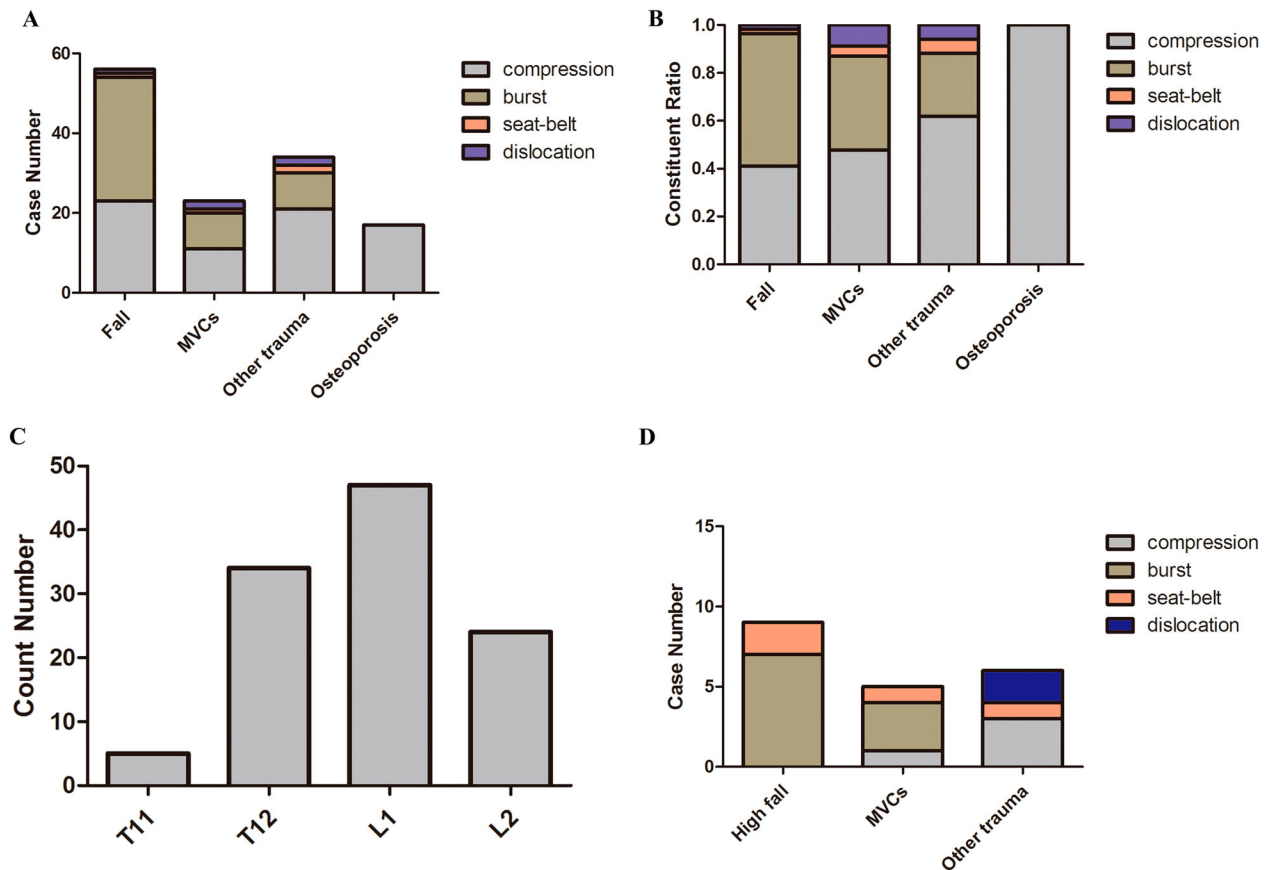 A
Case Number
60
40
20
0
Fall
MVCs
Other trauma
Osteoporosis
compression
burst
seat-belt
dislocation
B
Constituent Ratio
1.0
0.8
0.6
0.4
0.2
0.0
Fall
MVCs
Other trauma
Osteoporosis
compression
burst
seat-belt
dislocation
C
Count Number
50
40
30
20
10
0
T11
T12
L1
L2
D
Case Number
15
10
5
0
High fall
MVCs
Other trauma
compression
burst
seat-belt
dislocation